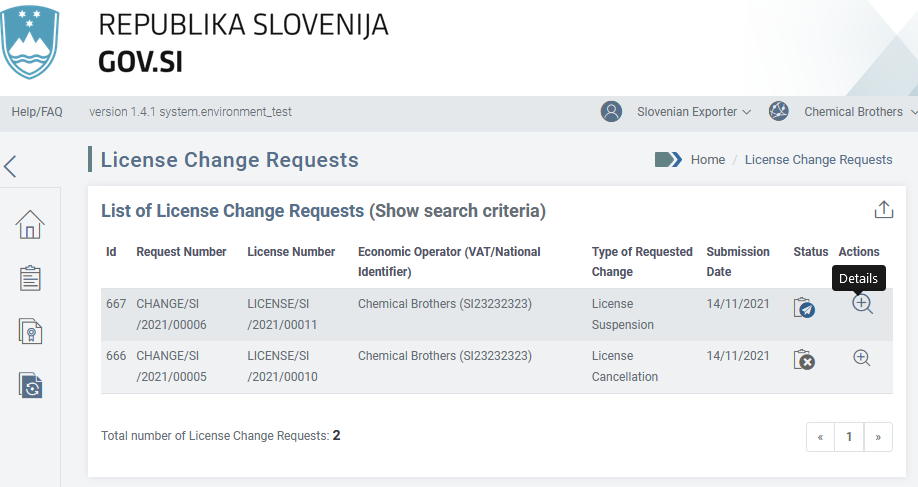 REPUBLIKA SLOVENIJA
GOV.SI
Help/FAQ version 1.4.1 system.environment_test Slovenian Exporter Chemical Brothers
License Change Requests Home / License Change Requests
List of License Change Requests (Show search criteria)
Id Request Number License Number Economic Operator (VAT/National Type of Requested Submission Status Actions
Identifier) Change Date
Details
667 CHANGE/SI LICENSE/SI Chemical Brothers (SI23232323) License 14/11/2021
/2021/00006 /2021/00011 Suspension
666 CHANGE/SI LICENSE/SI Chemical Brothers (SI23232323) License 14/11/2021
/2021/00005 /2021/00010 Cancellation
Total number of License Change Requests: 2 « 1 »